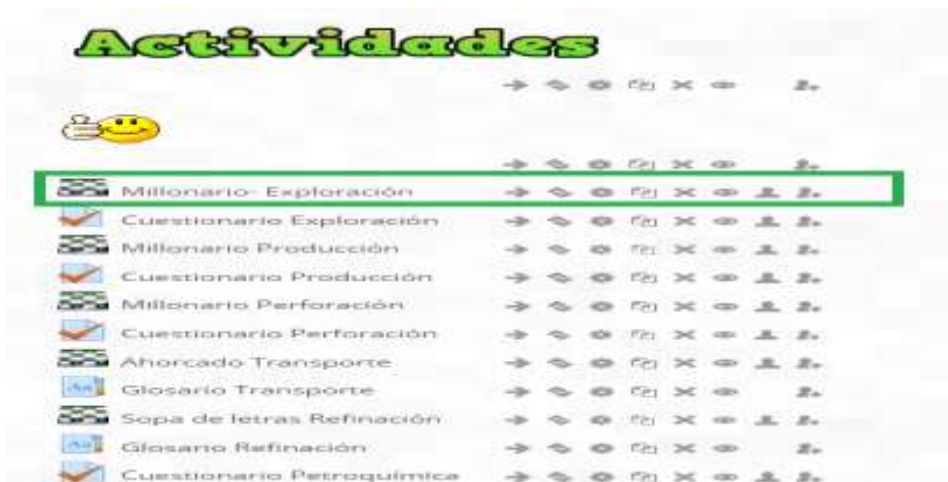 Actividades
Millonario- Exploración
Cuestionario Exploración
Millonario Producción
Cuestionario Producción
Millonario Perforación
Cuestionario Perforación
Ahorcado Transporte
Glosario Transporte
Sopa de letras Refinación
Glosario Refinación
Cuestionario Petroquímica